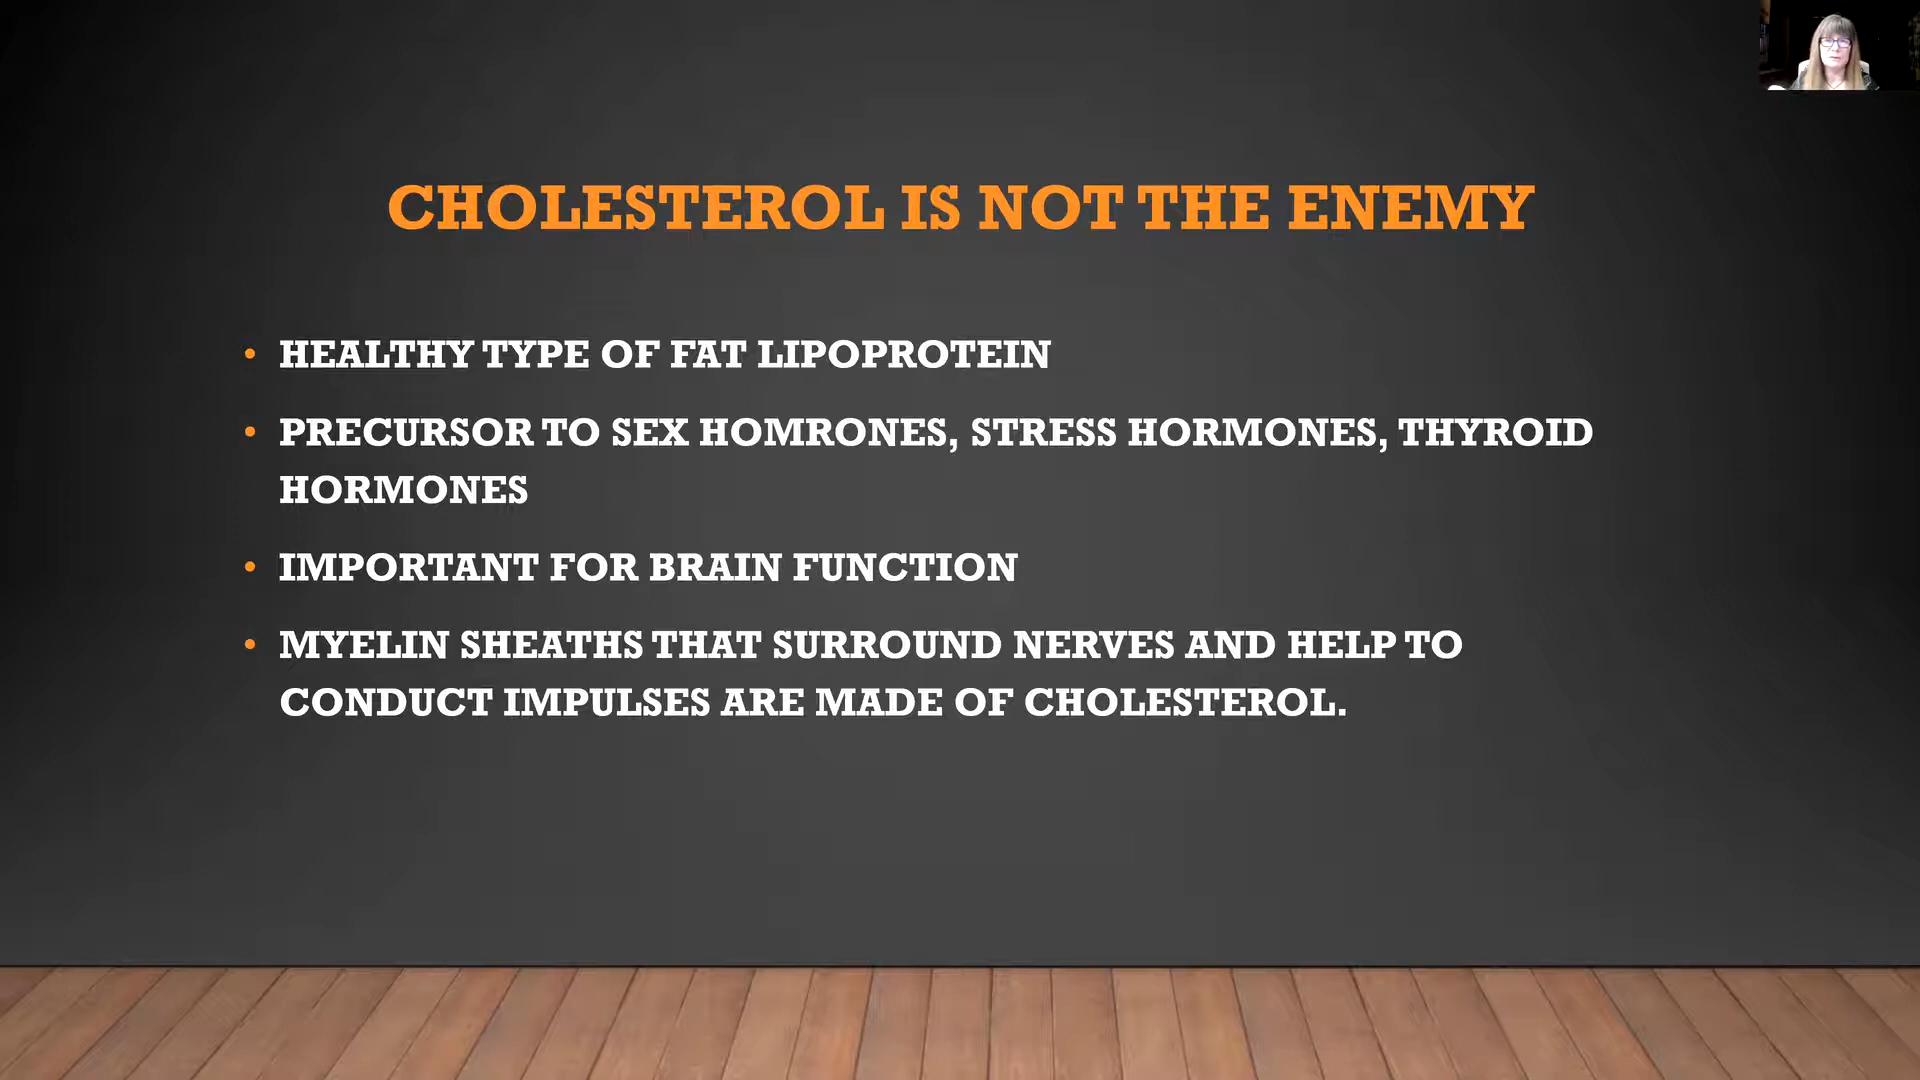 CHOLESTEROL IS NOT THE ENEMY
• HEALTHY TYPE OF FAT LIPOPROTEIN
• PRECURSOR TO SEX HOMRONES, STRESS HORMONES, THYROID
HORMONES
• IMPORTANT FOR BRAIN FUNCTION
• MYELIN SHEATHS THAT SURROUND NERVES AND HELP TO
CONDUCT IMPULSES ARE MADE OF CHOLESTEROL.